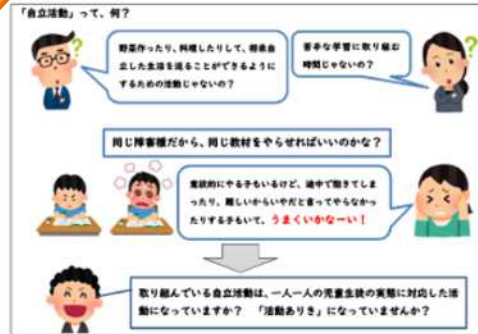 「自立活動」って、何？
野菜作ったり、料理したりして、将来自
立した生活を送ることができるように
するための活動じゃないの？
苦手な学習に取り組む
時間じゃないの？
同じ障害種だから、同じ教材をやらせればいいのかな？
意欲的にやる子もいるけど、途中で飽きてしま
ったり、難しいからいやだと言ってやらなかっ
たりする子もいて、うまくいかなーい！
取り組んでいる自立活動は、一人一人の児童生徒の実態に対応した活
動になっていますか？　「活動ありき」になっていませんか？